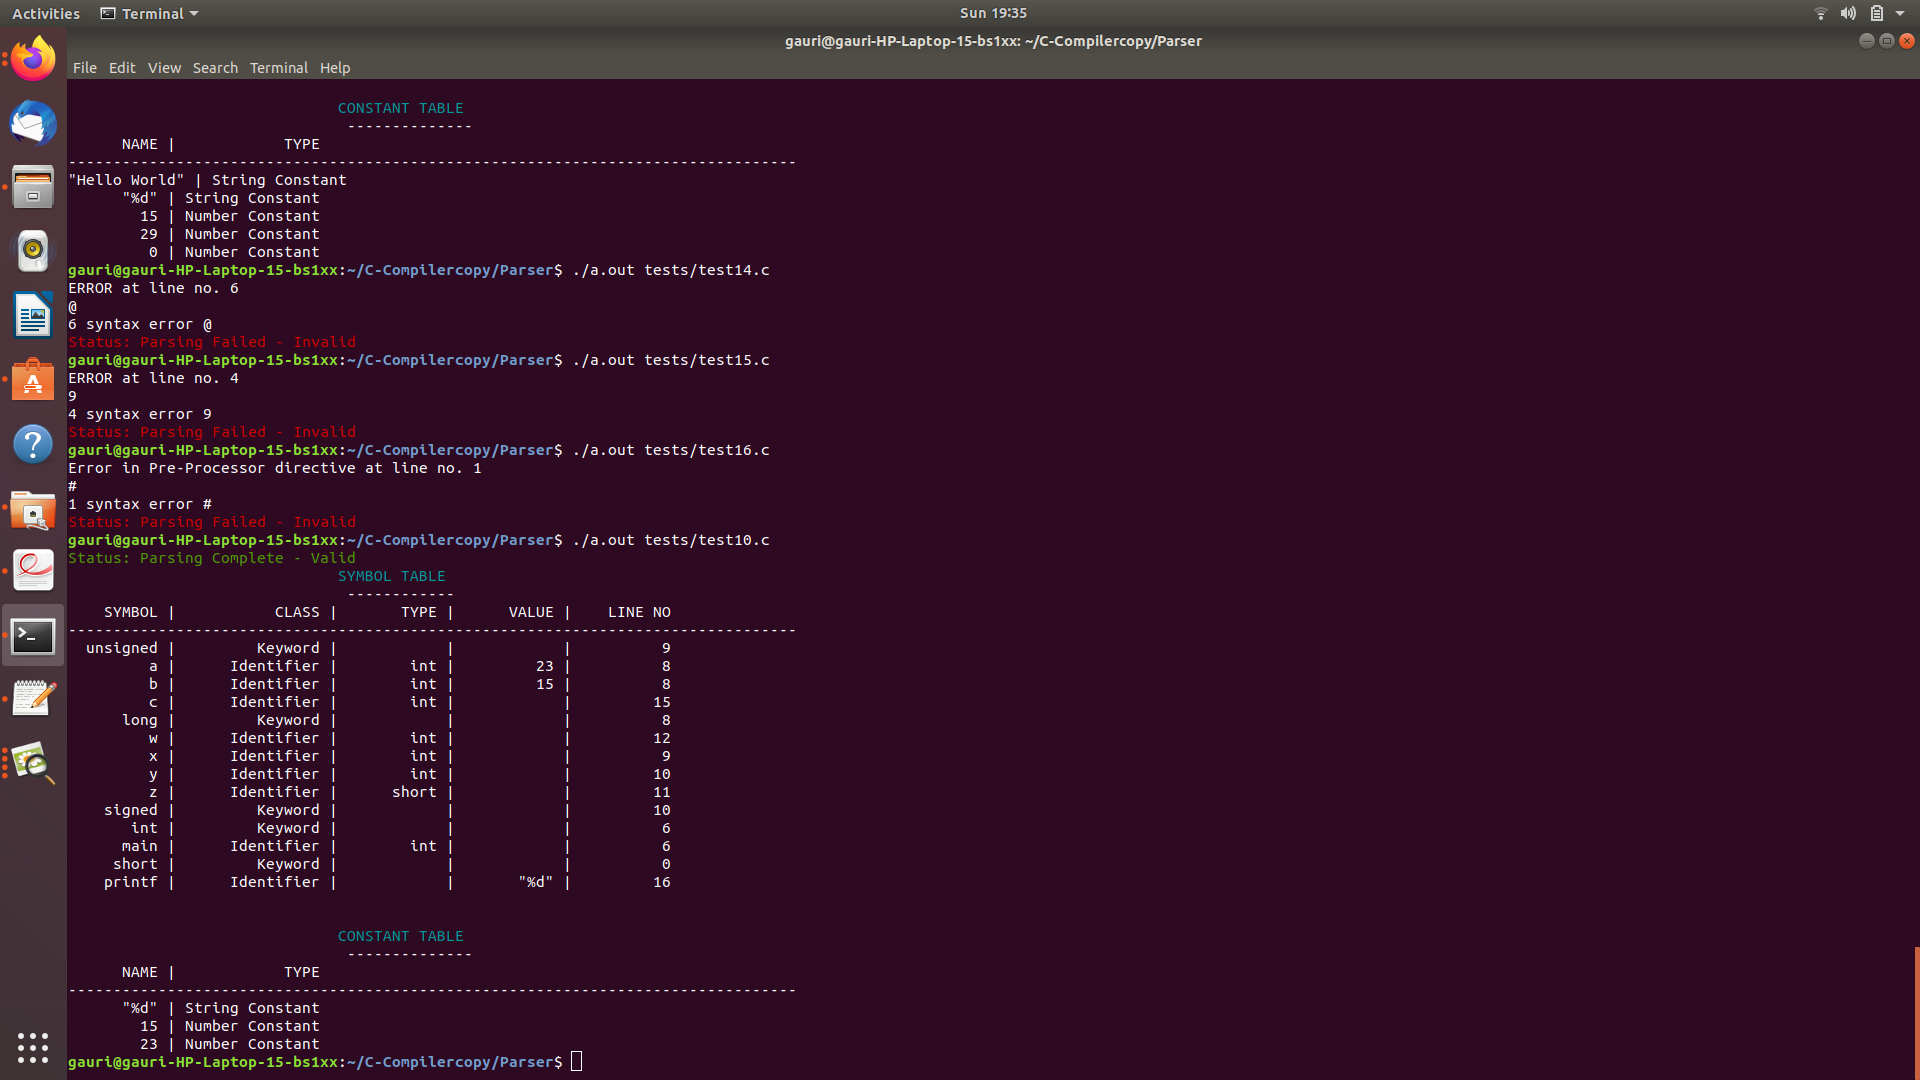 Activities Terminal Sun 19:35
gauri@gauri-HP-Laptop-15-bs1xx: ~/C-Compilercopy/Parser
File Edit View Search Terminal Help
CONSTANT TABLE
--------------
NAME | TYPE
---------------------------------------------------------------------------------
"Hello World" | String Constant
"%d" | String Constant
15 | Number Constant
29 | Number Constant
0 | Number Constant
gauri@gauri-HP-Laptop-15-bs1xx:~/C-Compilercopy/Parser$ ./a.out tests/test14.c
ERROR at line no. 6
@
6 syntax error @
Status: Parsing Failed - Invalid
gauri@gauri-HP-Laptop-15-bs1xx:~/C-Compilercopy/Parser$ ./a.out tests/test15.c
ERROR at line no. 4
9
4 syntax error 9
Status: Parsing Failed - Invalid
gauri@gauri-HP-Laptop-15-bs1xx:~/C-Compilercopy/Parser$ ./a.out tests/test16.c
Error in Pre-Processor directive at line no. 1
#
1 syntax error #
Status: Parsing Failed - Invalid
gauri@gauri-HP-Laptop-15-bs1xx:~/C-Compilercopy/Parser$ ./a.out tests/test10.c
Status: Parsing Complete - Valid
SYMBOL TABLE
------------
SYMBOL | CLASS | TYPE | VALUE | LINE NO
---------------------------------------------------------------------------------
unsigned | Keyword | | | 9
a | Identifier | int | 23 | 8
b | Identifier | int | 15 | 8
c | Identifier | int | | 15
long | Keyword | | | 8
w | Identifier | int | | 12
x | Identifier | int | | 9
y | Identifier | int | | 10
z | Identifier | short | | 11
signed | Keyword | | | 10
int | Keyword | | | 6
main | Identifier | int | | 6
short | Keyword | | | 0
printf | Identifier | | "%d" | 16
CONSTANT TABLE
--------------
NAME | TYPE
---------------------------------------------------------------------------------
"%d" | String Constant
15 | Number Constant
23 | Number Constant
gauri@gauri-HP-Laptop-15-bs1xx:~/C-Compilercopy/Parser$